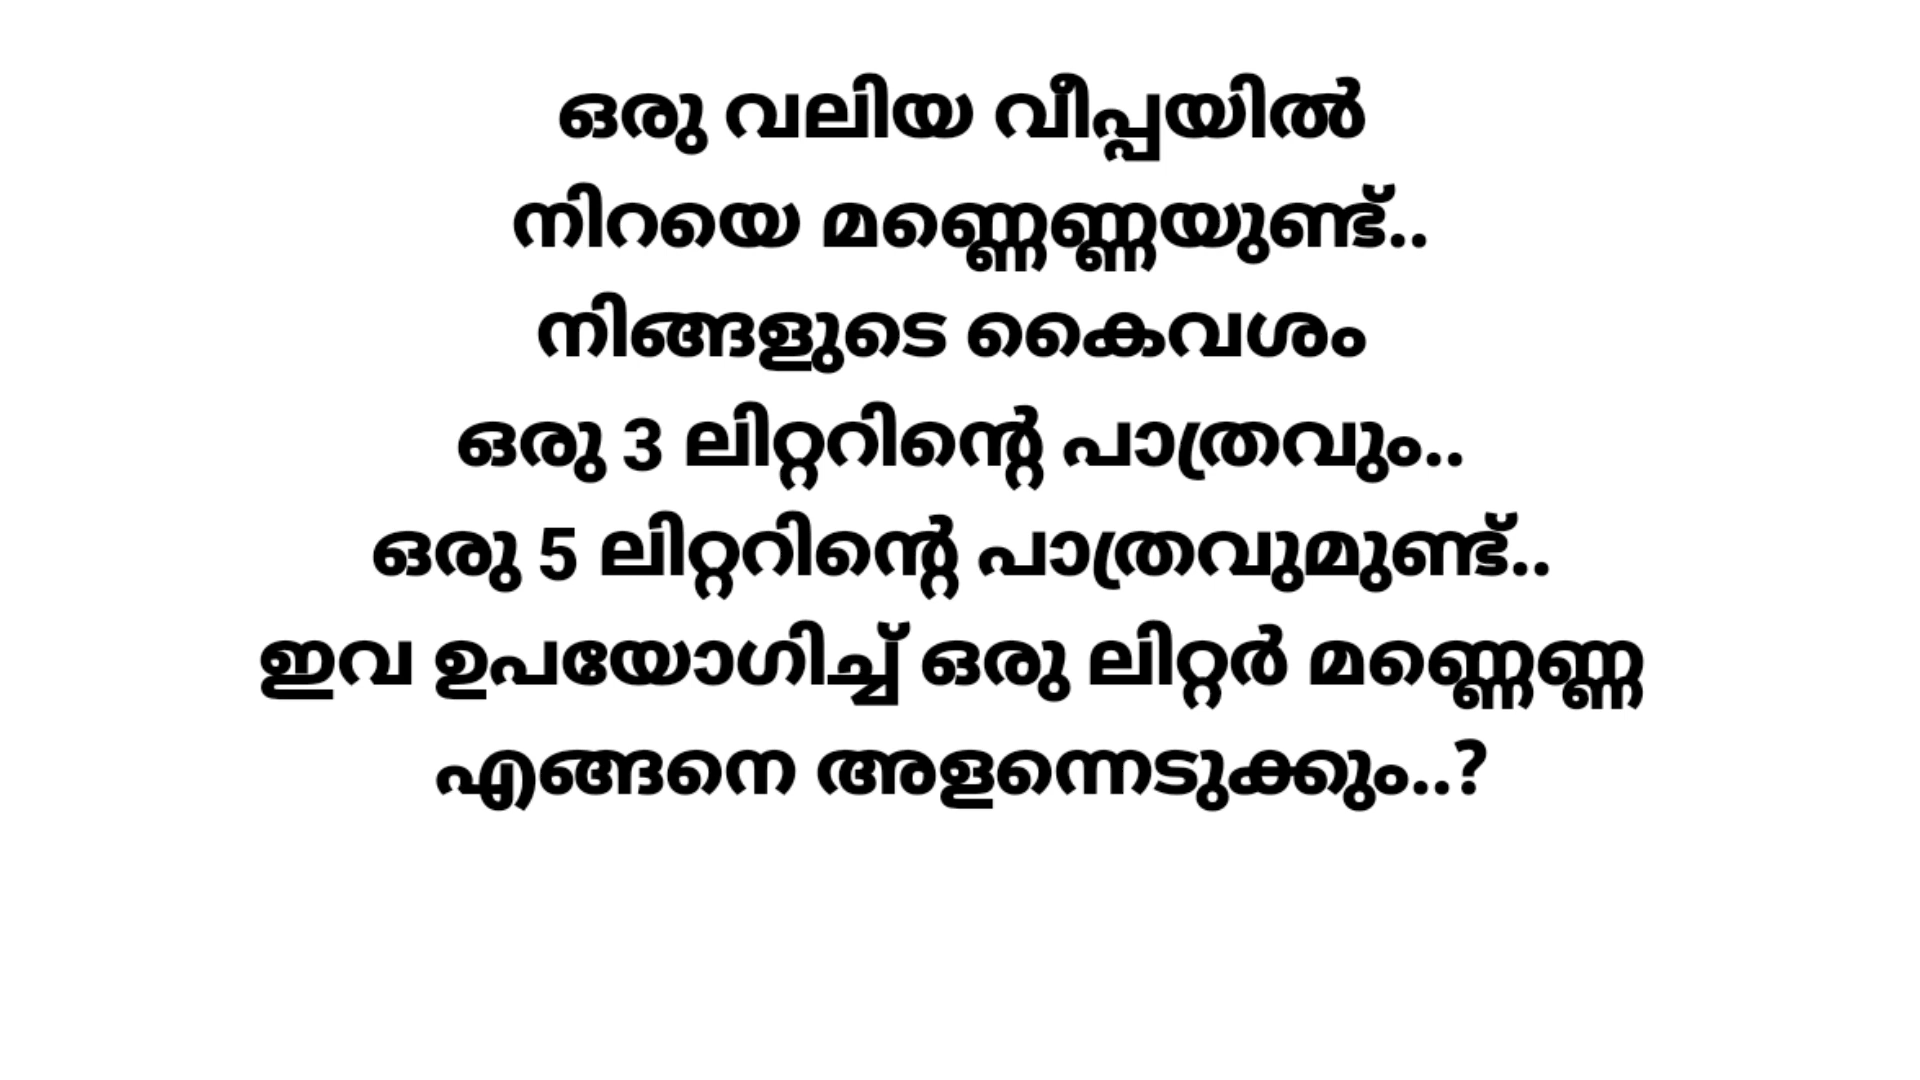 ഒരു വലിയ വീപ്പയിൽ
നിറയെ മണ്ണെണ്ണയുണ്ട്..
നിങ്ങളുടെ കൈവശം
ഒരു 3 ലിറ്ററിന്റെ പാത്രവും..
ഒരു 5 ലിറ്ററിന്റെ പാത്രവുമുണ്ട്..
ഇവ ഉപയോഗിച്ച് ഒരു ലിറ്റർ മണ്ണെണ്ണ
എങ്ങനെ അളന്നെടുക്കും..?